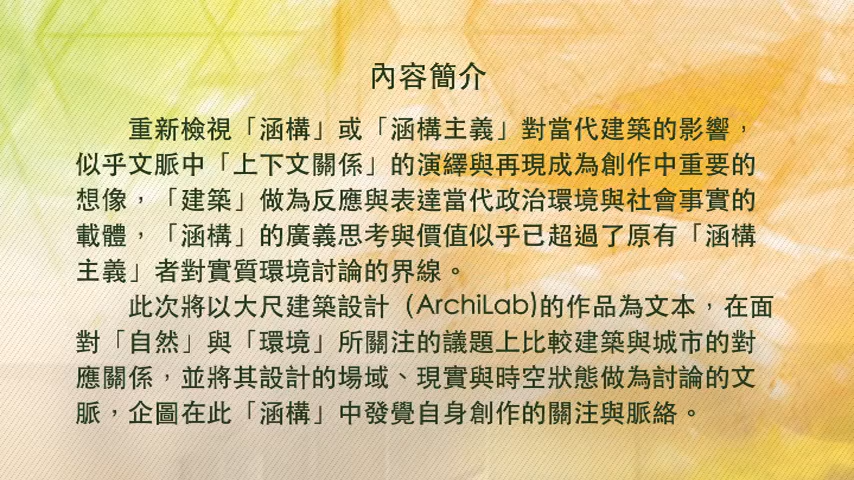 內容簡介
重新檢視「涵構」或「涵構主義」對當代建築的影響，
似乎文脈中「上下文關係」的演繹與再現成為創作中重要的
想像，「建築」做為反應與表達當代政治環境與社會事實的
載體，「涵構」的廣義思考與價值似乎已超過了原有「涵構
主義」者對實質環境討論的界線。
此次將以大尺建築設計（ArchiLab)的作品為文本，在面
對「自然」與「環境」所關注的議題上比較建築與城市的對
應關係，並將其設計的場域、現實與時空狀態做為討論的文
脈，企圖在此「涵構」中發覺自身創作的關注與脈絡。